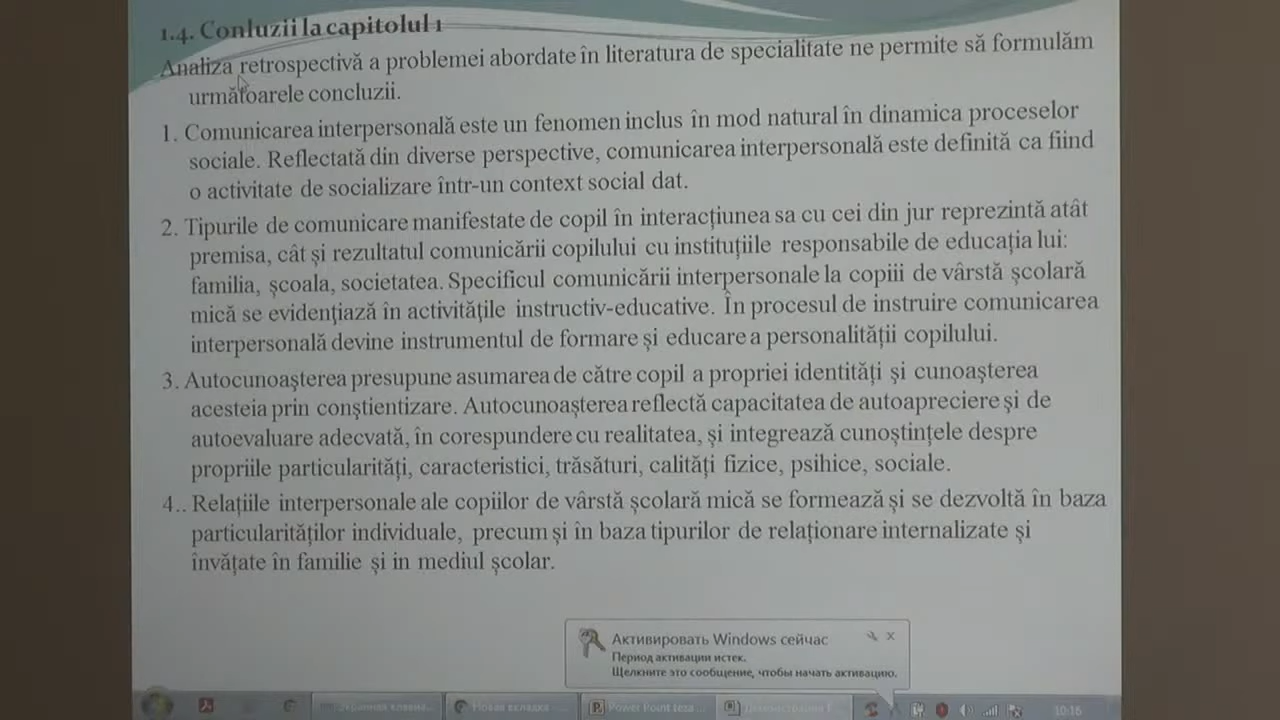 1.4. Conluzii la capitolul 1
Analiza retrospectivă a problemei abordate în literatura de specialitate ne permite să formulăm
următoarele concluzii.
1. Comunicarea interpersonală este un fenomen inclus în mod natural în dinamica proceselor
sociale. Reflectată din diverse perspective, comunicarea interpersonală este definită ca fiind
o activitate de socializare într-un context social dat.
2. Tipurile de comunicare manifestate de copil în interacțiunea sa cu cei din jur reprezintă atât
premisa, cât și rezultatul comunicării copilului cu instituțiile responsabile de educația lui:
familia, școala, societatea. Specificul comunicării interpersonale la copiii de vârstă școlară
mică se evidențiază în activitățile instructiv-educative. În procesul de instruire comunicarea
interpersonală devine instrumentul de formare și educare a personalității copilului.
3. Autocunoașterea presupune asumarea de către copil a propriei identități și cunoașterea
acesteia prin conștientizare. Autocunoașterea reflectă capacitatea de autoapreciere și de
autoevaluare adecvată, în corespundere cu realitatea, și integrează cunoștințele despre
propriile particularități, caracteristici, trăsături, calități fizice, psihice, sociale.
4.. Relațiile interpersonale ale copiilor de vârstă școlară mică se formează și se dezvoltă în baza
particularităților individuale, precum și în baza tipurilor de relaționare internalizate și
învățate în familie și in mediul școlar.
Активировать Windows сейчас
Период активации истек.
Щелкните это сообщение, чтобы начать активацию.
Экранная клавиа... Новая вкладка - ... Power Point teza ... 10:16